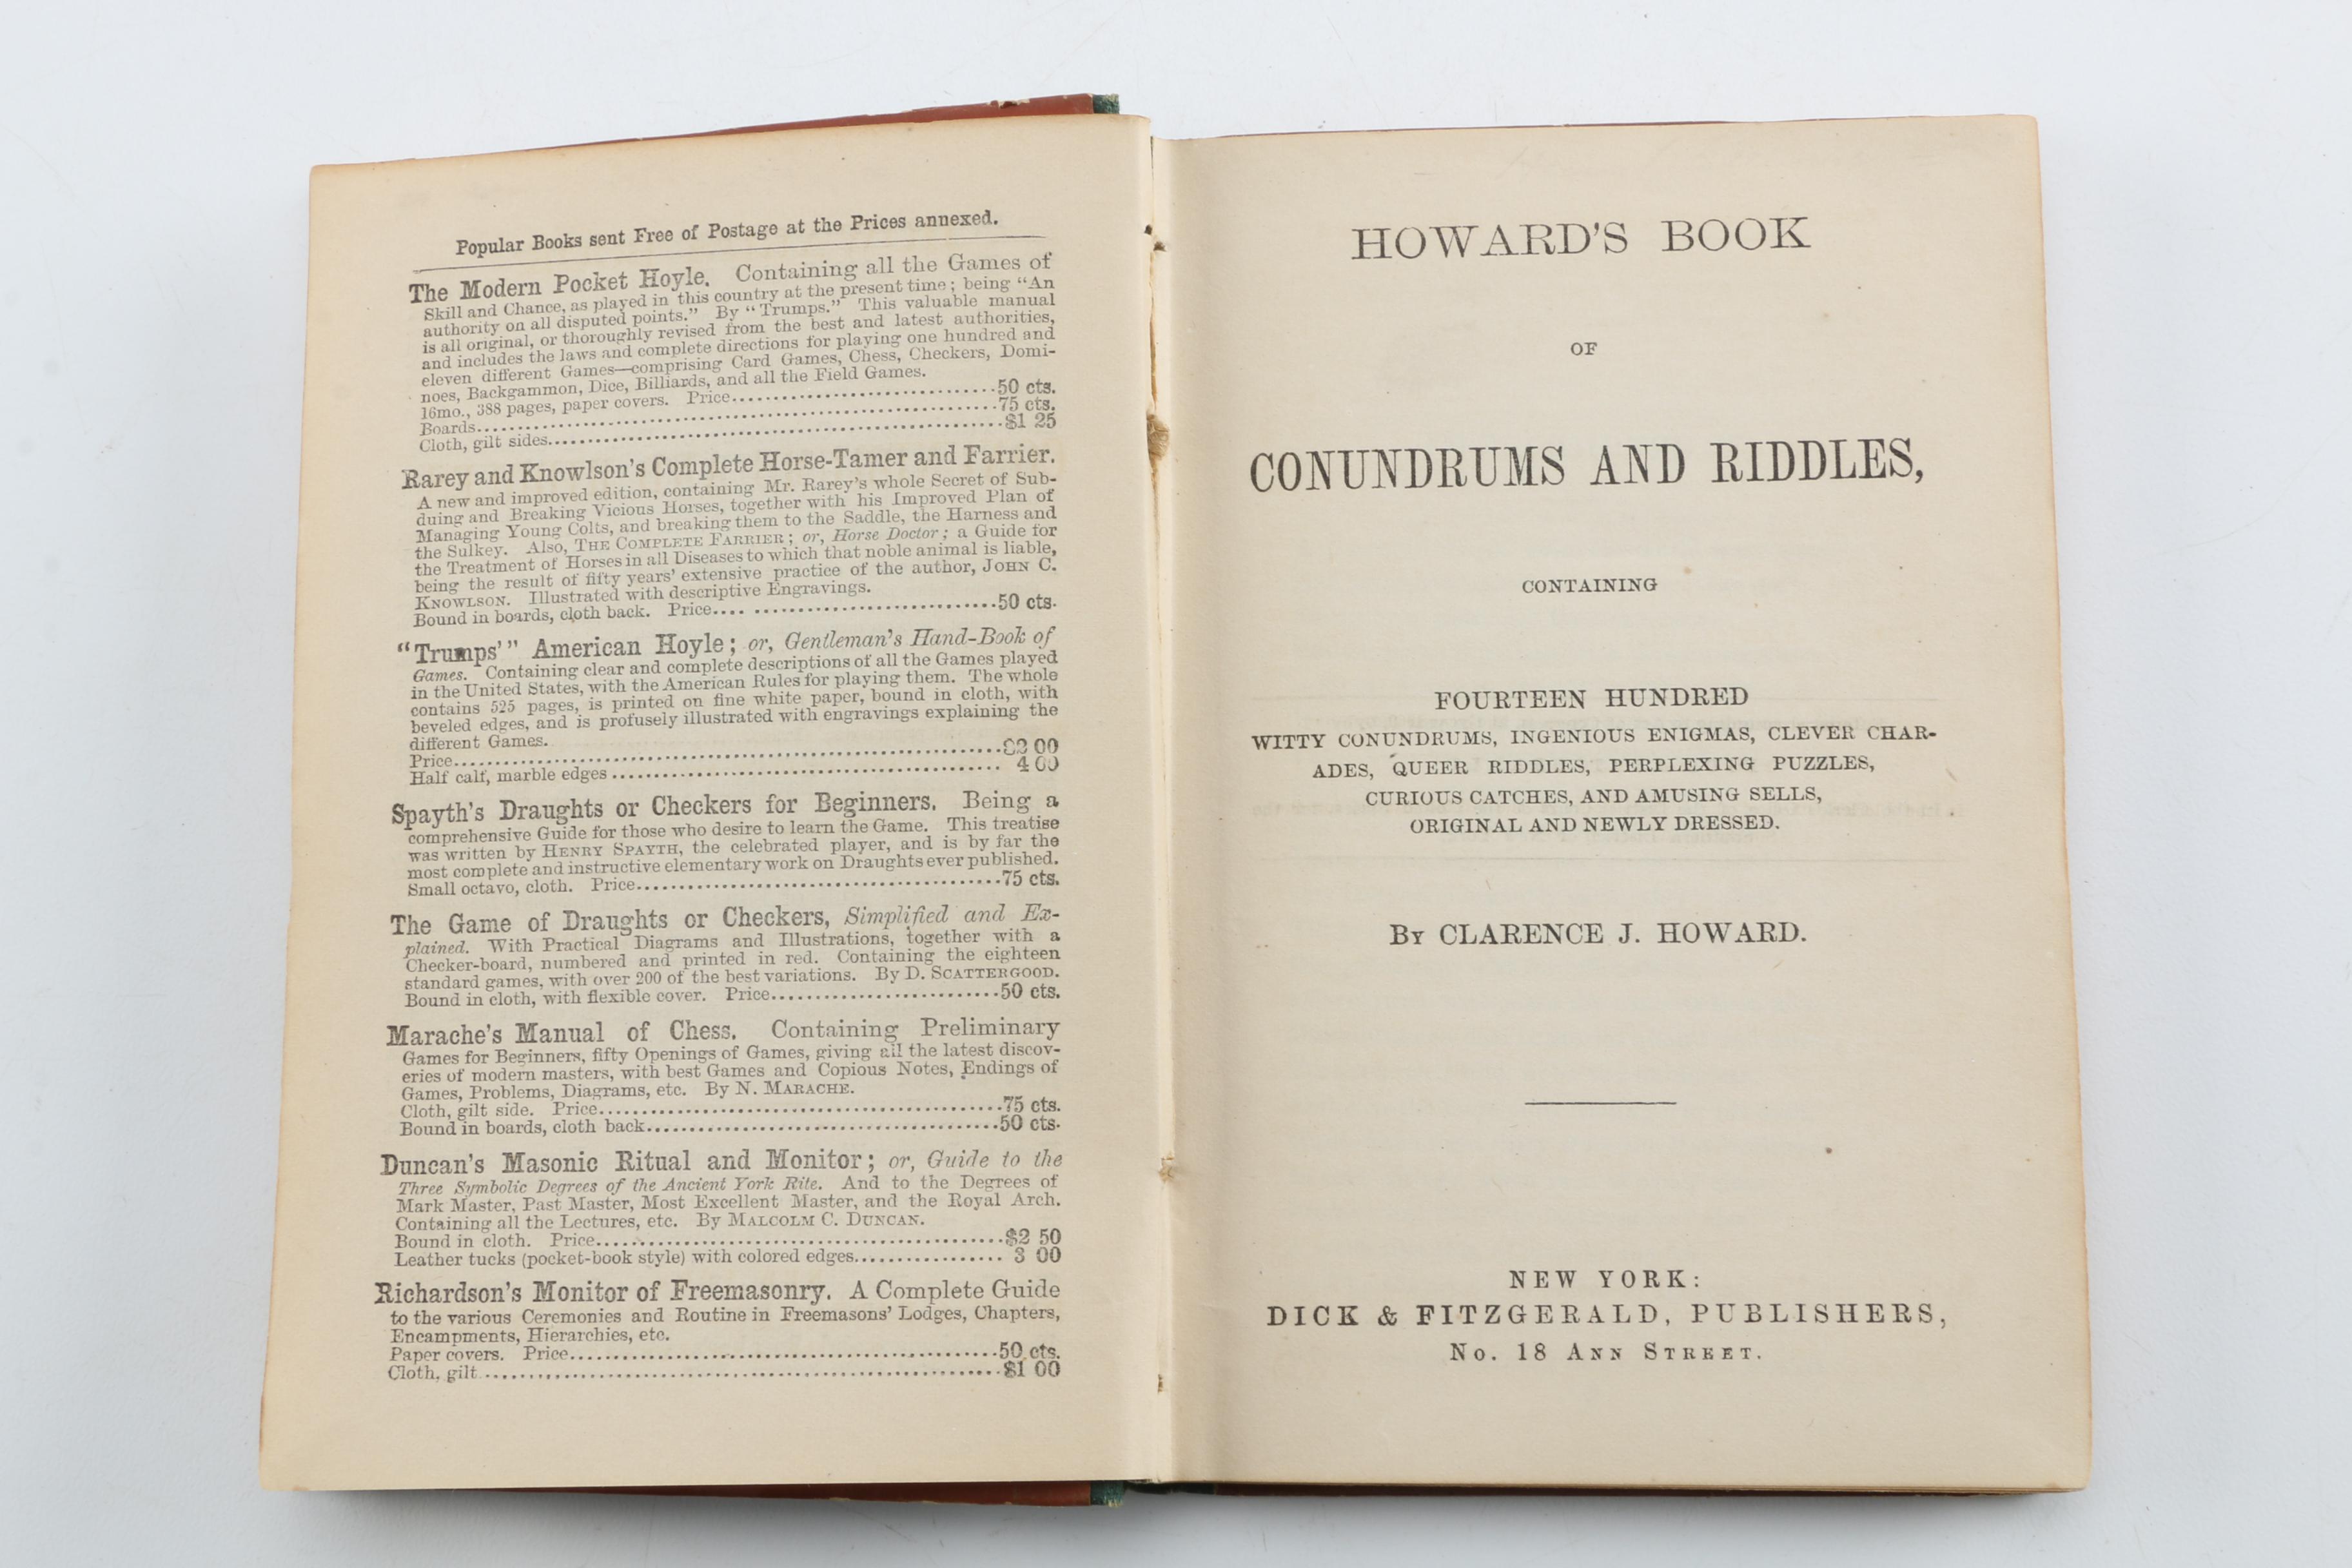 Popular Books sent Free of Postage at the Prices annexed.
The Modern Pocket Hoyle. Containing all the Games of
Skill and Chance, as played in this country at the present time; being "An
authority on all disputed points." By "Trumps." This valuable manual
is all original, or thoroughly revised from the best and latest authorities,
and includes the laws and complete directions for playing one hundred and
eleven different Games—comprising Card Games, Chess, Checkers, Domi-
noes, Backgammon, Dice, Billiards, and all the Field Games.
16mo., 388 pages, paper covers. Price....................50 cts.
Boards....................75 cts.
Cloth, gilt sides....................$1 25
Rarey and Knowlson's Complete Horse-Tamer and Farrier.
A new and improved edition, containing Mr. Rarey's whole Secret of Sub-
duing and Breaking Vicious Horses, together with his Improved Plan of
Managing Young Colts, and breaking them to the Saddle, the Harness and
the Sulkey. Also, THE COMPLETE FARRIER; or, Horse Doctor; a Guide for
the Treatment of Horses in all Diseases to which that noble animal is liable,
being the result of fifty years' extensive practice of the author, JOHN C.
KNOWLSON. Illustrated with descriptive Engravings.
Bound in boards, cloth back. Price....................50 cts.
"Trumps'" American Hoyle; or, Gentleman's Hand-Book of
Games. Containing clear and complete descriptions of all the Games played
in the United States, with the American Rules for playing them. The whole
contains 525 pages, is printed on fine white paper, bound in cloth, with
beveled edges, and is profusely illustrated with engravings explaining the
different Games.
Price....................$2 00
Half calf, marble edges.................... 4 00
Spayth's Draughts or Checkers for Beginners. Being a
comprehensive Guide for those who desire to learn the Game. This treatise
was written by HENRY SPAYTH, the celebrated player, and is by far the
most complete and instructive elementary work on Draughts ever published.
Small octavo, cloth. Price....................75 cts.
The Game of Draughts or Checkers, Simplified and Ex-
plained. With Practical Diagrams and Illustrations, together with a
Checker-board, numbered and printed in red. Containing the eighteen
standard games, with over 200 of the best variations. By D. SCATTERGOOD.
Bound in cloth, with flexible cover. Price....................50 cts.
Marache's Manual of Chess. Containing Preliminary
Games for Beginners, fifty Openings of Games, giving all the latest discov-
eries of modern masters, with best Games and Copious Notes, Endings of
Games, Problems, Diagrams, etc. By N. MARACHE.
Cloth, gilt side. Price....................75 cts.
Bound in boards, cloth back....................50 cts.
Duncan's Masonic Ritual and Monitor; or, Guide to the
Three Symbolic Degrees of the Ancient York Rite. And to the Degrees of
Mark Master, Past Master, Most Excellent Master, and the Royal Arch.
Containing all the Lectures, etc. By MALCOLM C. DUNCAN.
Bound in cloth. Price....................$2 50
Leather tucks (pocket-book style) with colored edges.................... 3 00
Richardson's Monitor of Freemasonry. A Complete Guide
to the various Ceremonies and Routine in Freemasons' Lodges, Chapters,
Encampments, Hierarchies, etc.
Paper covers. Price....................50 cts.
Cloth, gilt....................$1 00
HOWARD'S BOOK
OF
CONUNDRUMS AND RIDDLES,
CONTAINING
FOURTEEN HUNDRED
WITTY CONUNDRUMS, INGENIOUS ENIGMAS, CLEVER CHAR-
ADES, QUEER RIDDLES, PERPLEXING PUZZLES,
CURIOUS CATCHES, AND AMUSING SELLS,
ORIGINAL AND NEWLY DRESSED.
BY CLARENCE J. HOWARD.
NEW YORK:
DICK & FITZGERALD, PUBLISHERS,
No. 18 ANN STREET.